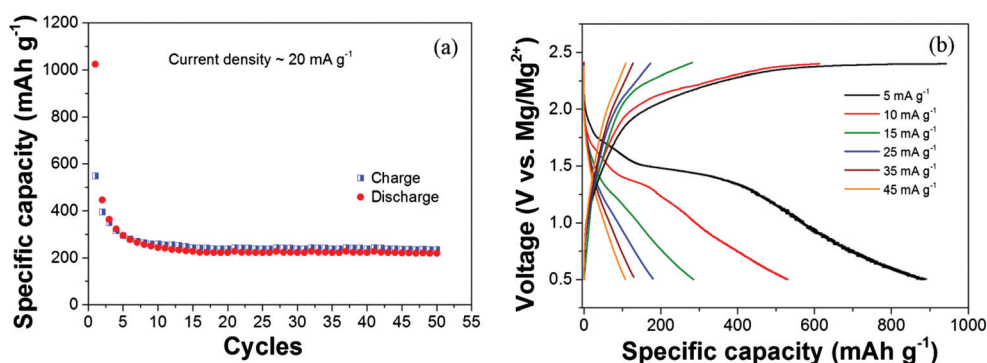 (a)
Current density ~ 20 mA g⁻¹
Charge
Discharge
Specific capacity (mAh g⁻¹)
1200
1000
800
600
400
200
0
0 5 10 15 20 25 30 35 40 45 50 55
Cycles
(b)
5 mA g⁻¹
10 mA g⁻¹
15 mA g⁻¹
25 mA g⁻¹
35 mA g⁻¹
45 mA g⁻¹
Voltage (V vs. Mg/Mg²⁺)
2.5
2.0
1.5
1.0
0.5
0 200 400 600 800 1000
Specific capacity (mAh g⁻¹)